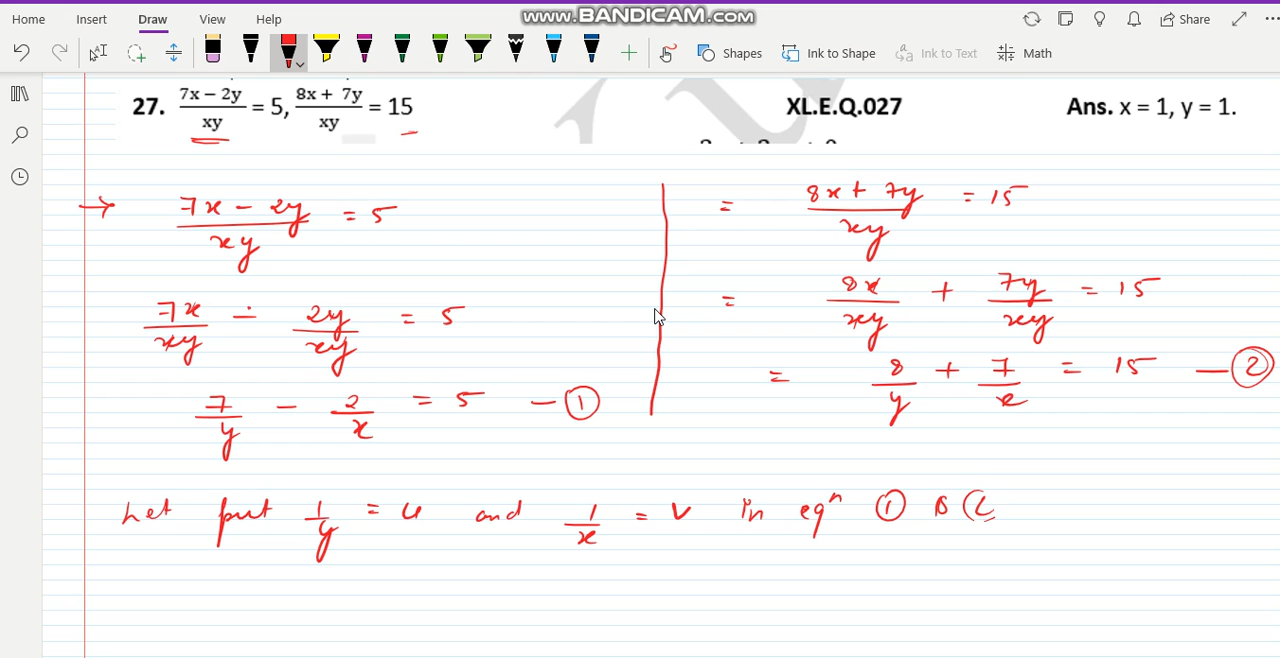 www.BANDICAM.com
Home Insert Draw View Help Share
Shapes Ink to Shape Ink to Text Math
27. (7x − 2y)/xy = 5, (8x + 7y)/xy = 15 XL.E.Q.027 Ans. x = 1, y = 1.
→ (7x − 2y)/xy = 5
7x/xy − 2y/xy = 5
7/y − 2/x = 5 — ①
= (8x + 7y)/xy = 15
= 8x/xy + 7y/xy = 15
= 8/y + 7/x = 15 — ②
Let put 1/y = u and 1/x = v in eqⁿ ①